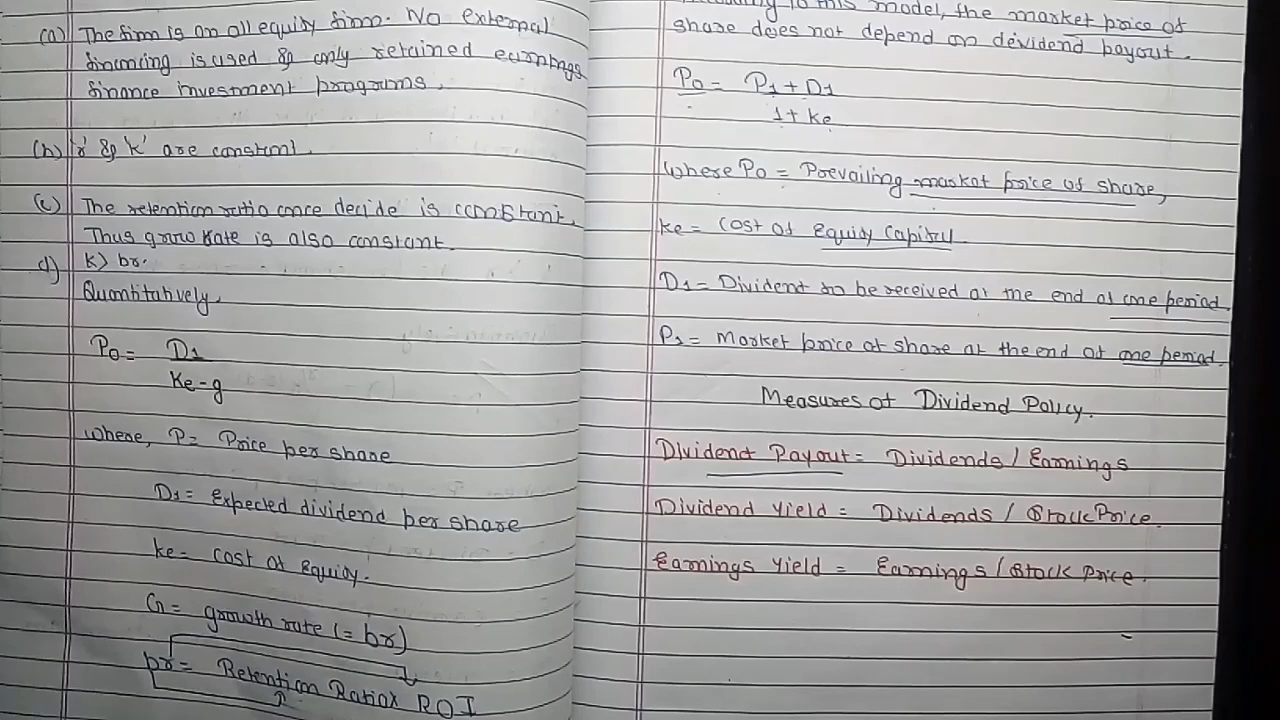 (a) The firm is an all equity firm. No external
financing is used & only retained earnings
finance investment programs.
(b) 'r' & 'k' are constant.
(c) The retention ratio once decide is constant.
Thus grow rate is also constant.
d) k > br.
Quantitatively,
P0 = D1
Ke - g
where, P = Price per share
D1 = Expected dividend per share
ke = cost of equity.
G = growth rate (= br)
br = Retention Ratio x ROI
to this model, the market price of
share does not depend on dividend payout.
P0 = P1 + D1
1 + ke
where P0 = Prevailing market price of share,
ke = cost of equity capital
D1 = Divident to be received at the end of one period.
P1 = Market price of share at the end of one period.
Measures of Dividend Policy.
Dividend Payout = Dividends / Earnings
Dividend Yield = Dividends / Stock Price.
Earnings Yield = Earnings / Stock Price.